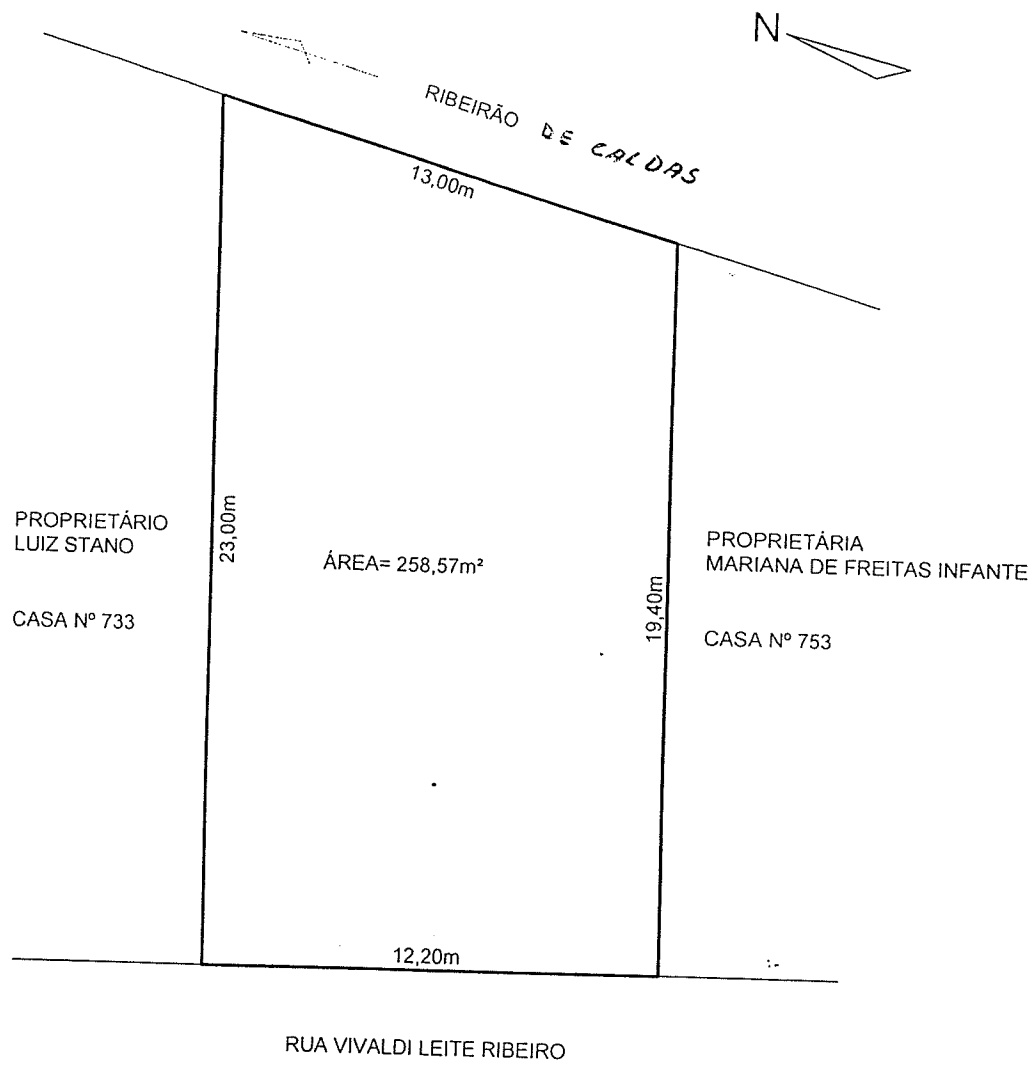 N
RIBEIRÃO DE CALDAS
13,00m
PROPRIETÁRIO
LUIZ STANO
CASA Nº 733
23,00m
ÁREA= 258,57m²
19,40m
PROPRIETÁRIA
MARIANA DE FREITAS INFANTE
CASA Nº 753
12,20m
RUA VIVALDI LEITE RIBEIRO